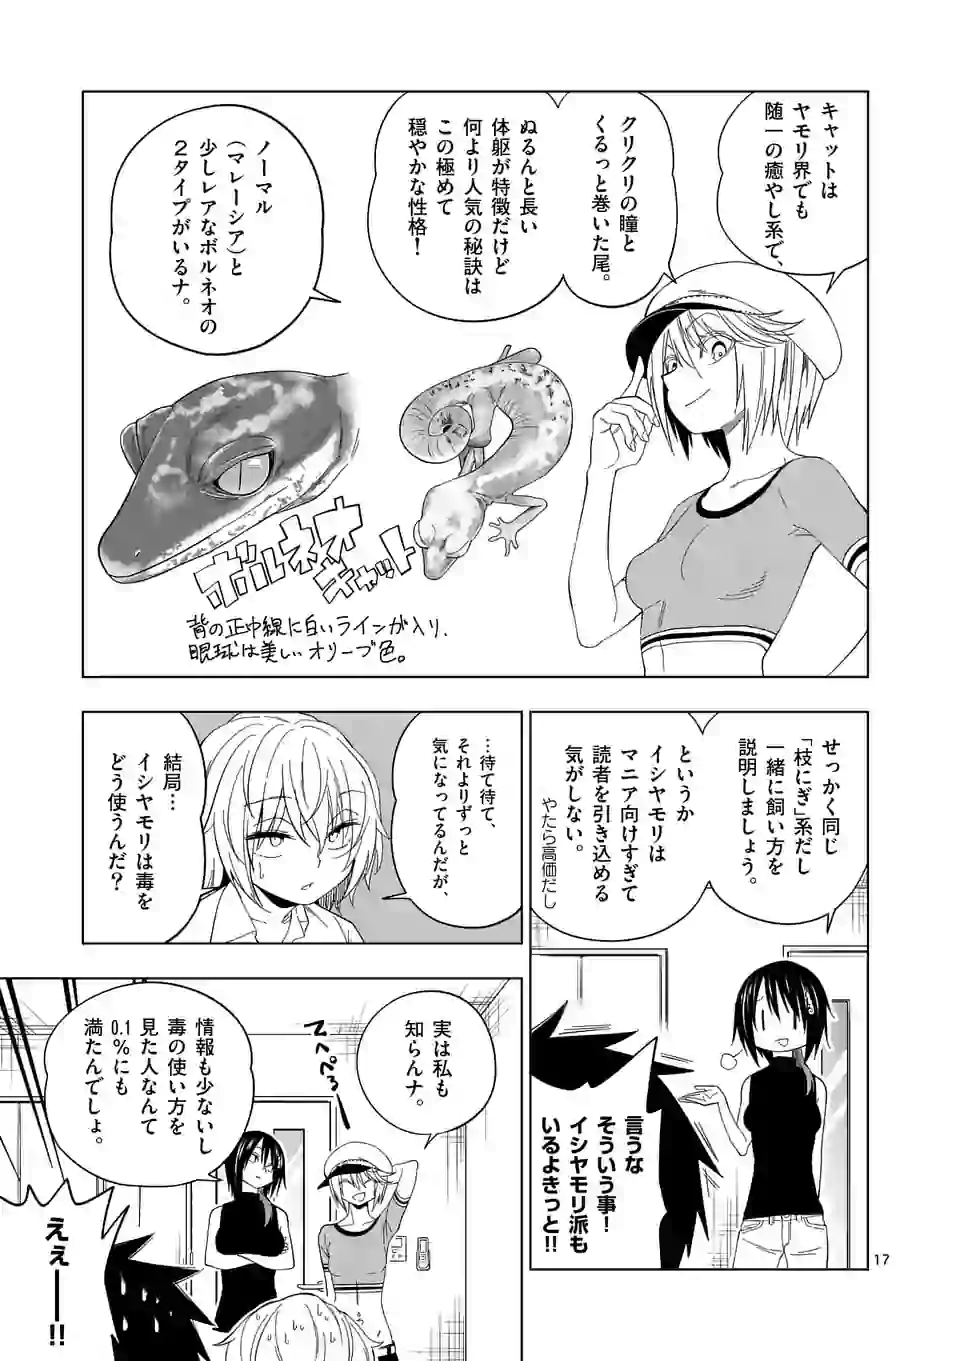 キャットは
ヤモリ界でも
随一の癒やし系で、
クリクリの瞳と
くるっと巻いた尾。
ぬるんと長い
体躯が特徴だけど
何より人気の秘訣は
この極めて
穏やかな性格！
ノーマル
（マレーシア）と
少しレアなボルネオの
２タイプがいるナ。
ボルネオ
キャット
背の正中線に白いラインが入り、
眼球は美しいオリーブ色。
せっかく同じ
「枝にぎ」系だし
一緒に飼い方を
説明しましょう。
というか
イシヤモリは
マニア向けすぎて
読者を引き込める
気がしない。
やたら高価だし
言うな
そういう事！
イシヤモリ派も
いるよきっと!!
…待て待て、
それよりずっと
気になってるんだが、
結局…
イシヤモリは毒を
どう使うんだ？
実は私も
知らんナ。
てへぺろ〜
情報も少ないし
毒の使い方を
見た人なんて
0.1％にも
満たんでしょ。
えぇ──!!
17